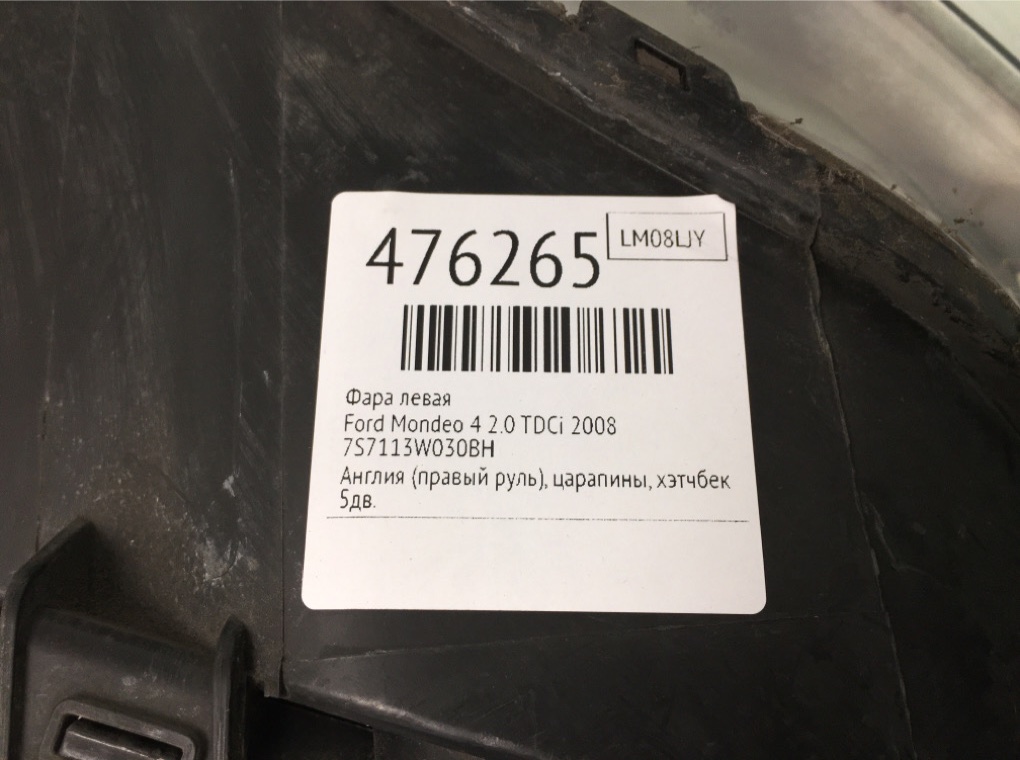 476265
LM08LJY
Фара левая
Ford Mondeo 4 2.0 TDCi 2008
7S7113W030BH
Англия (правый руль), царапины, хэтчбек
5дв.